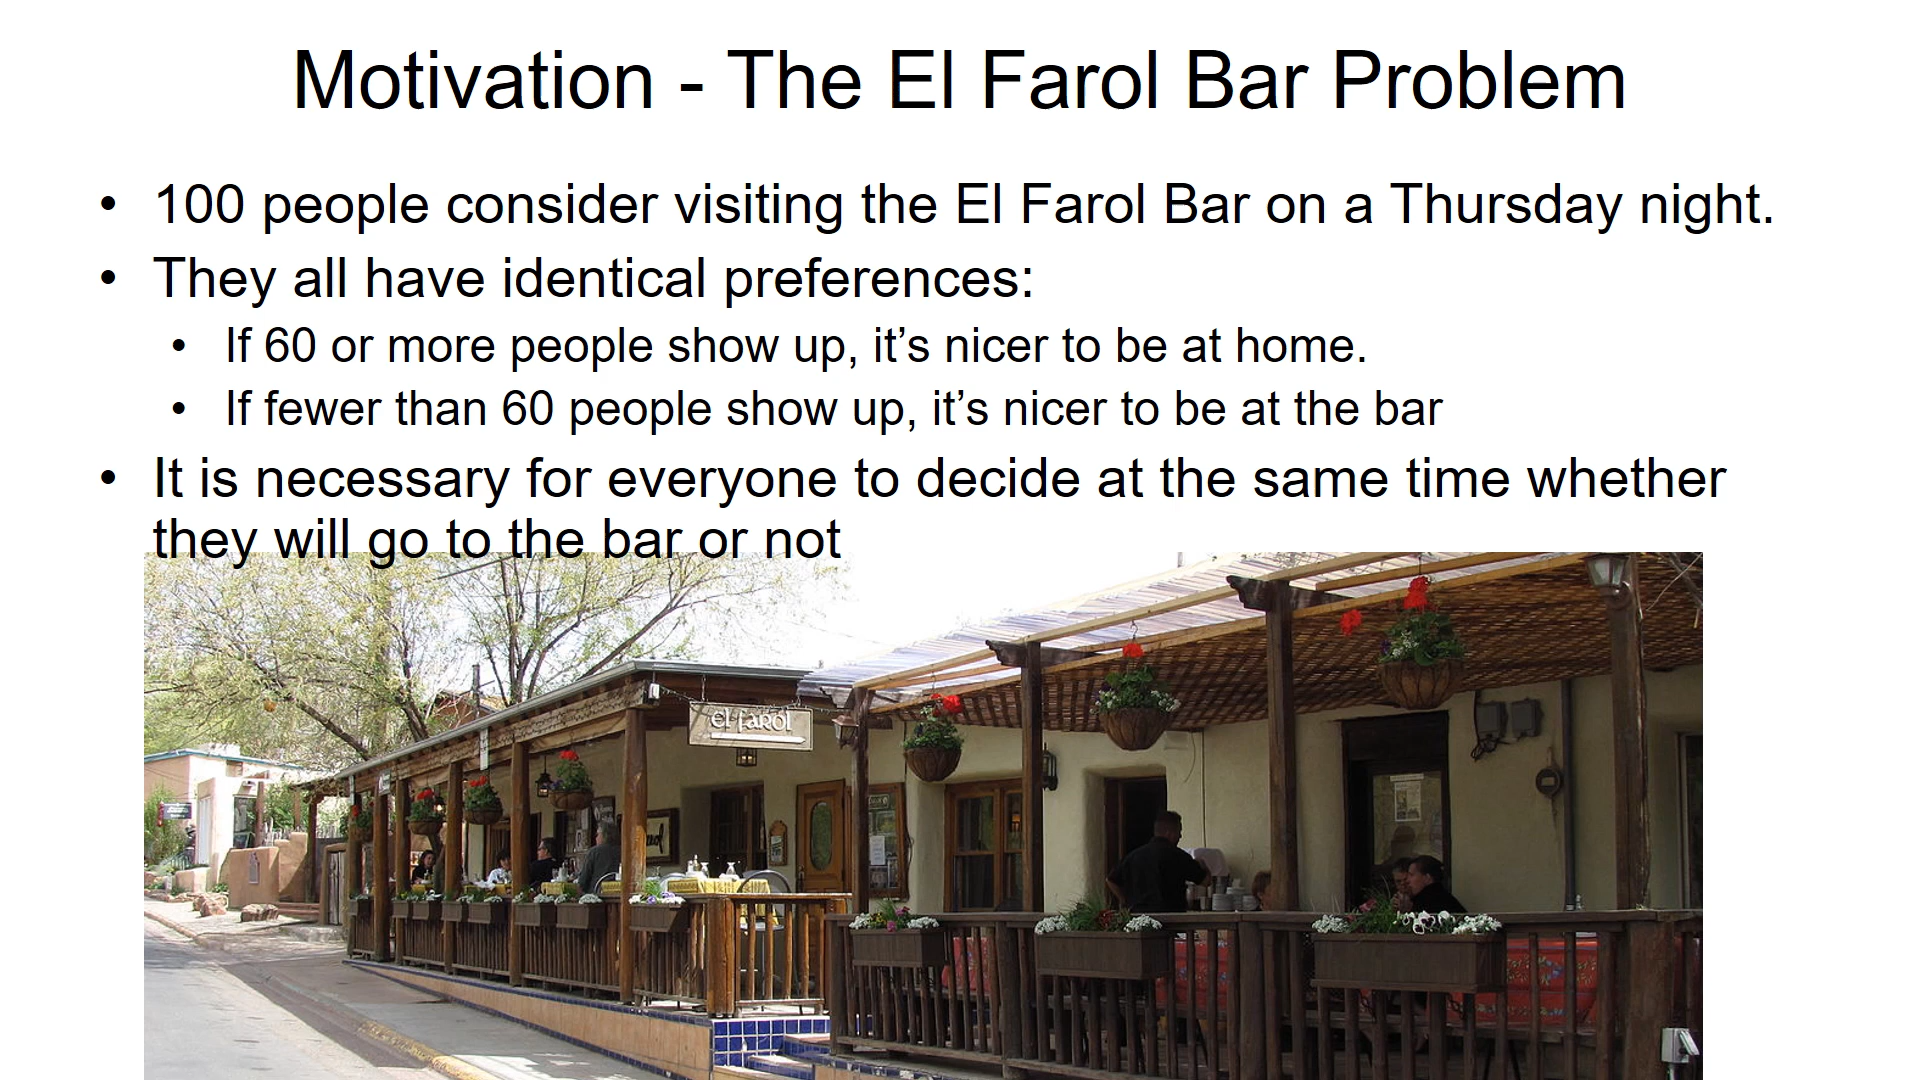 Motivation - The El Farol Bar Problem
• 100 people consider visiting the El Farol Bar on a Thursday night.
• They all have identical preferences:
• If 60 or more people show up, it’s nicer to be at home.
• If fewer than 60 people show up, it’s nicer to be at the bar
• It is necessary for everyone to decide at the same time whether
they will go to the bar or not
el farol